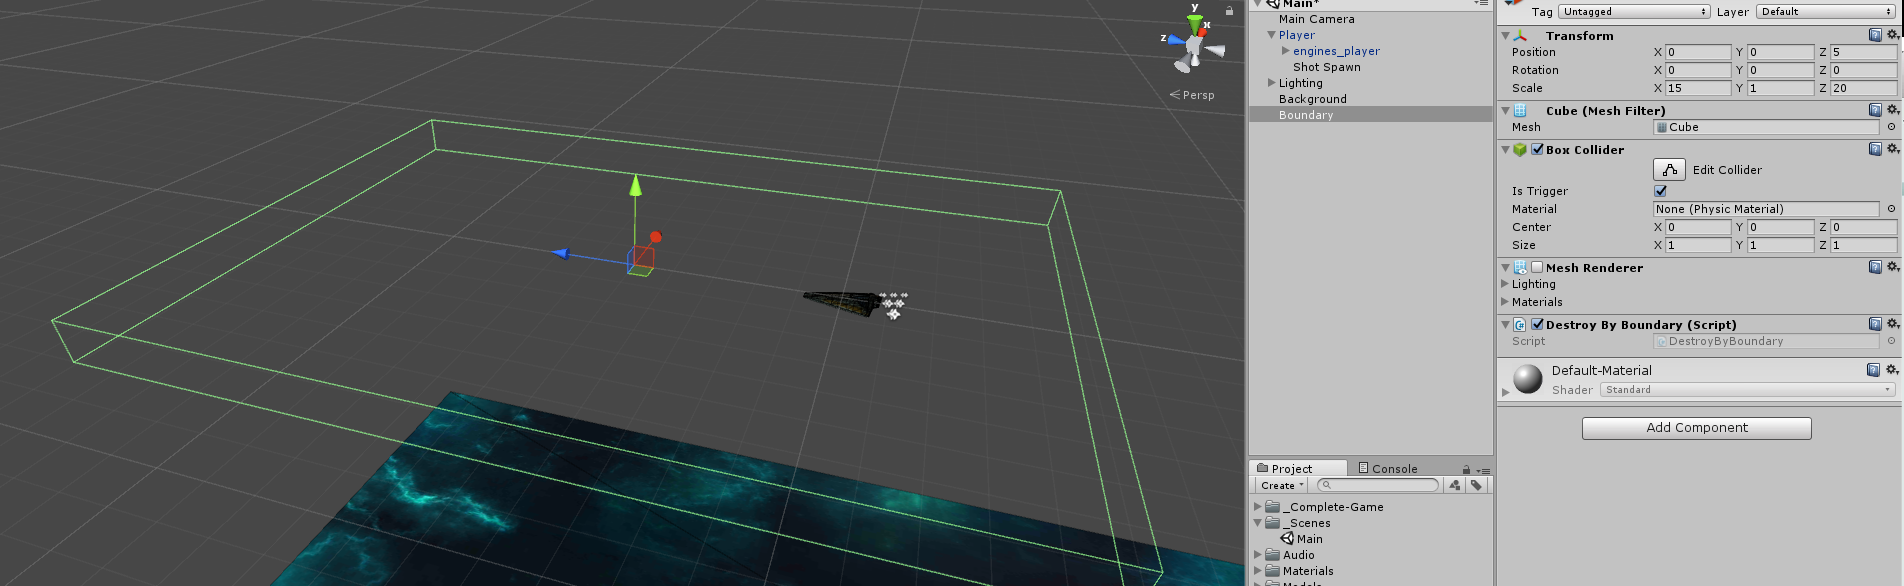 y
x
z
Persp
Main*
Main Camera
Player
engines_player
Shot Spawn
Lighting
Background
Boundary
Project
Console
Create
_Complete-Game
_Scenes
Main
Audio
Materials
Models
Tag Untagged Layer Default
Transform
Position X 0 Y 0 Z 5
Rotation X 0 Y 0 Z 0
Scale X 15 Y 1 Z 20
Cube (Mesh Filter)
Mesh Cube
Box Collider
Edit Collider
Is Trigger
Material None (Physic Material)
Center X 0 Y 0 Z 0
Size X 1 Y 1 Z 1
Mesh Renderer
Lighting
Materials
Destroy By Boundary (Script)
Script DestroyByBoundary
Default-Material
Shader Standard
Add Component